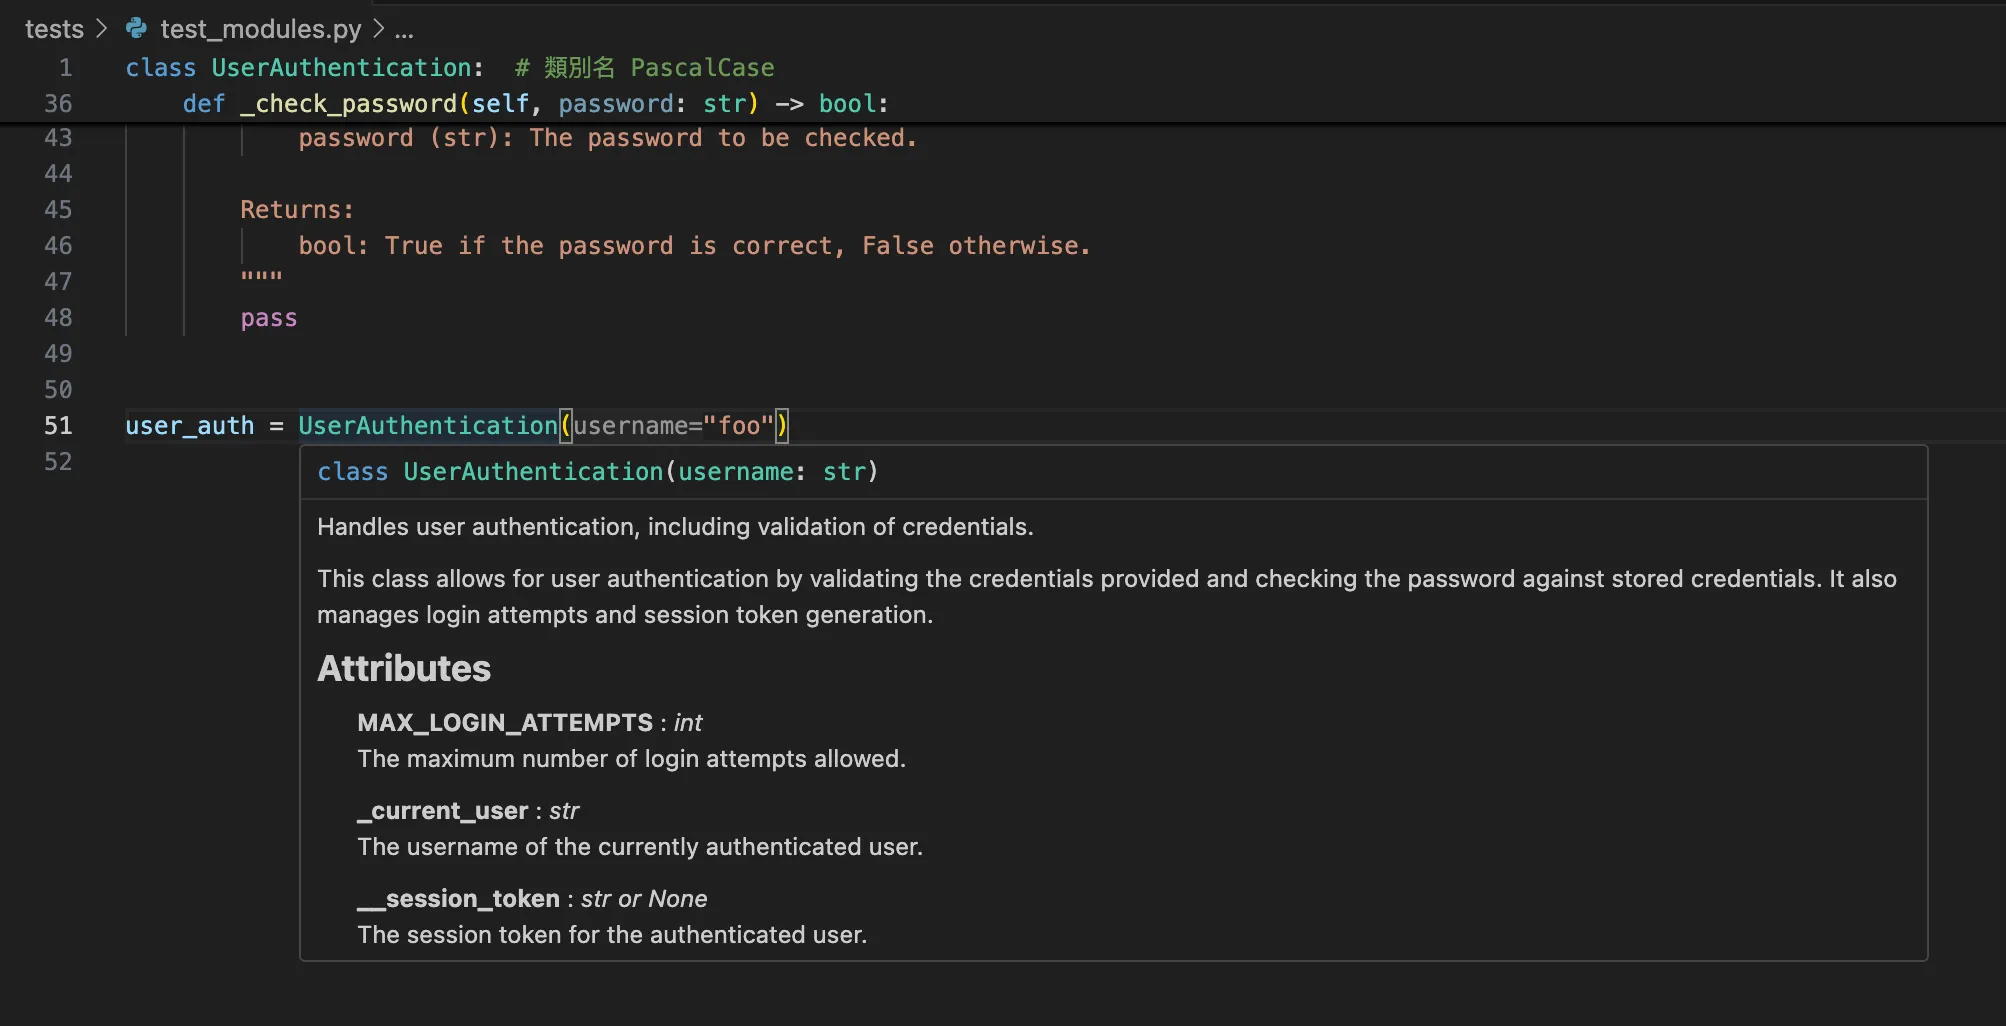 tests > test_modules.py > ...
1 class UserAuthentication:  # 類別名 PascalCase
36 def _check_password(self, password: str) -> bool:
43 password (str): The password to be checked.
44
45 Returns:
46 bool: True if the password is correct, False otherwise.
47 """
48 pass
49
50
51 user_auth = UserAuthentication(username="foo")
52
class UserAuthentication(username: str)
Handles user authentication, including validation of credentials.
This class allows for user authentication by validating the credentials provided and checking the password against stored credentials. It also
manages login attempts and session token generation.
Attributes
MAX_LOGIN_ATTEMPTS : int
The maximum number of login attempts allowed.
_current_user : str
The username of the currently authenticated user.
__session_token : str or None
The session token for the authenticated user.